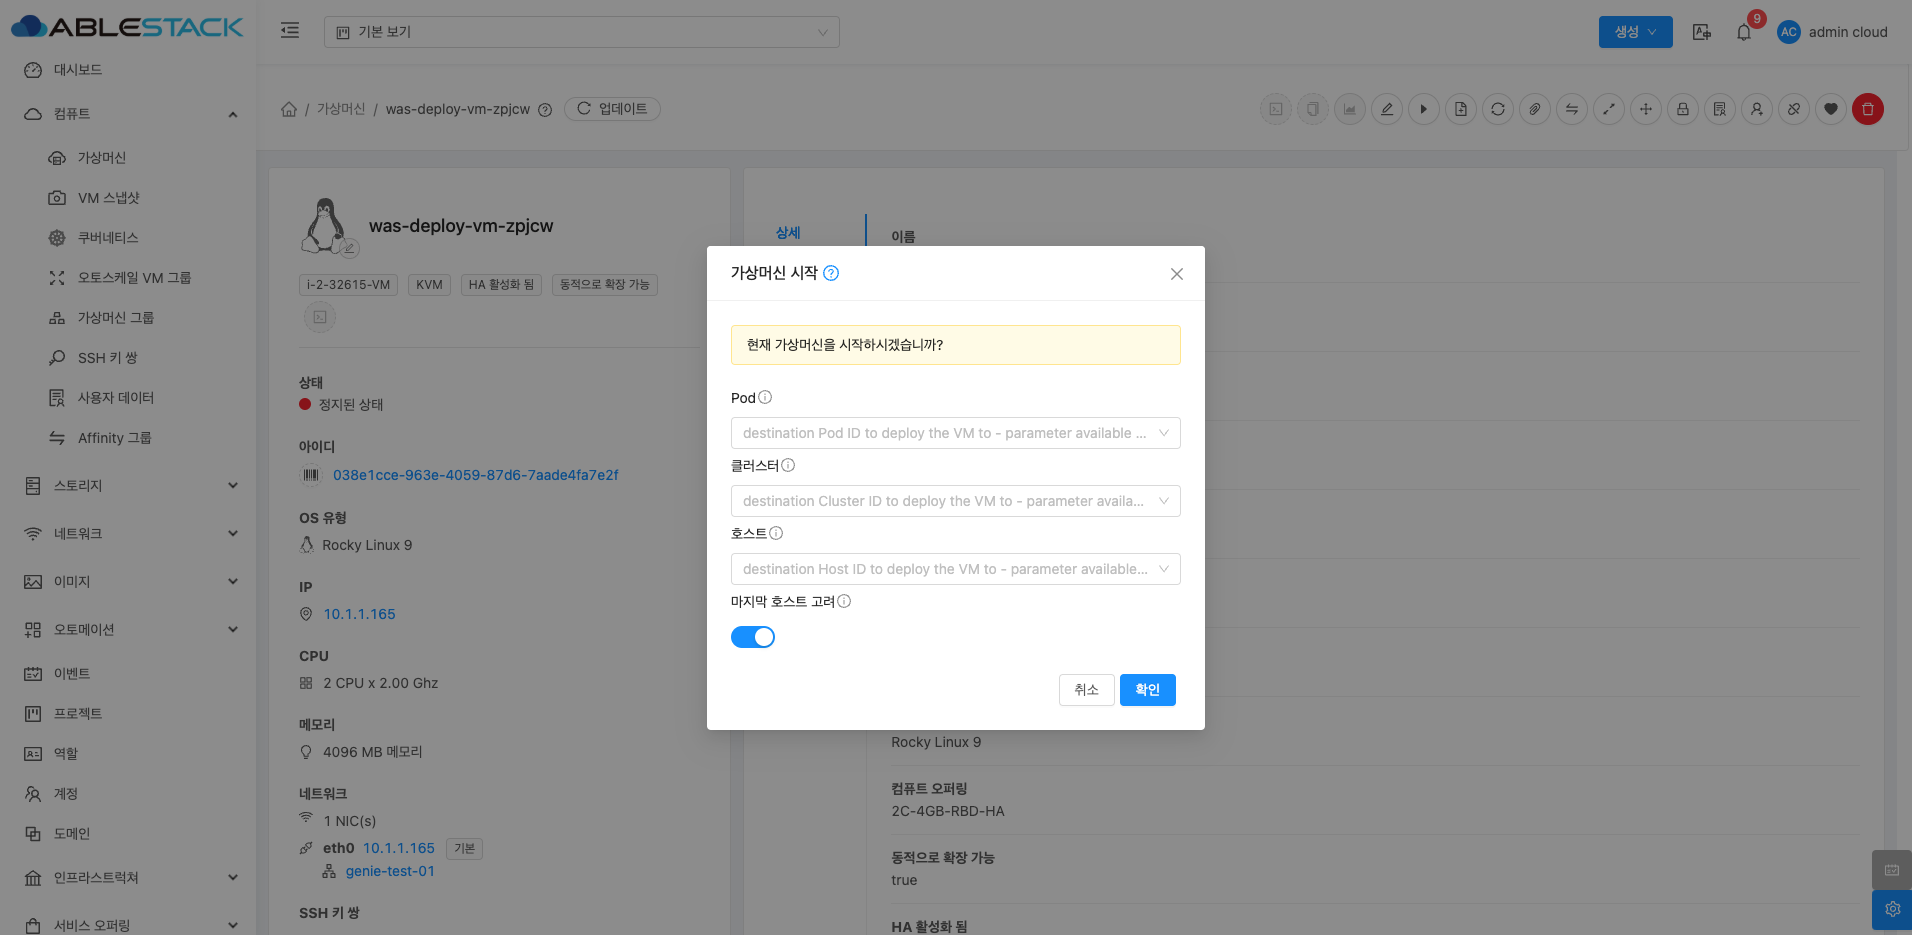 ABLESTACK
기본 보기
생성
9
AC
admin cloud
대시보드
컴퓨트
가상머신
VM 스냅샷
쿠버네티스
오토스케일 VM 그룹
가상머신 그룹
SSH 키 쌍
사용자 데이터
Affinity 그룹
스토리지
네트워크
이미지
오토메이션
이벤트
프로젝트
역할
계정
도메인
인프라스트럭쳐
서비스 오퍼링
/ 가상머신 / was-deploy-vm-zpjcw
업데이트
was-deploy-vm-zpjcw
i-2-32615-VM
KVM
HA 활성화 됨
동적으로 확장 가능
상태
정지된 상태
아이디
038e1cce-963e-4059-87d6-7aade4fa7e2f
OS 유형
Rocky Linux 9
IP
10.1.1.165
CPU
2 CPU x 2.00 Ghz
메모리
4096 MB 메모리
네트워크
1 NIC(s)
eth0 10.1.1.165 기본
genie-test-01
SSH 키 쌍
상세
이름
가상머신 시작
현재 가상머신을 시작하시겠습니까?
Pod
destination Pod ID to deploy the VM to - parameter available ...
클러스터
destination Cluster ID to deploy the VM to - parameter availa...
호스트
destination Host ID to deploy the VM to - parameter available...
마지막 호스트 고려
취소
확인
Rocky Linux 9
컴퓨트 오퍼링
2C-4GB-RBD-HA
동적으로 확장 가능
true
HA 활성화 됨